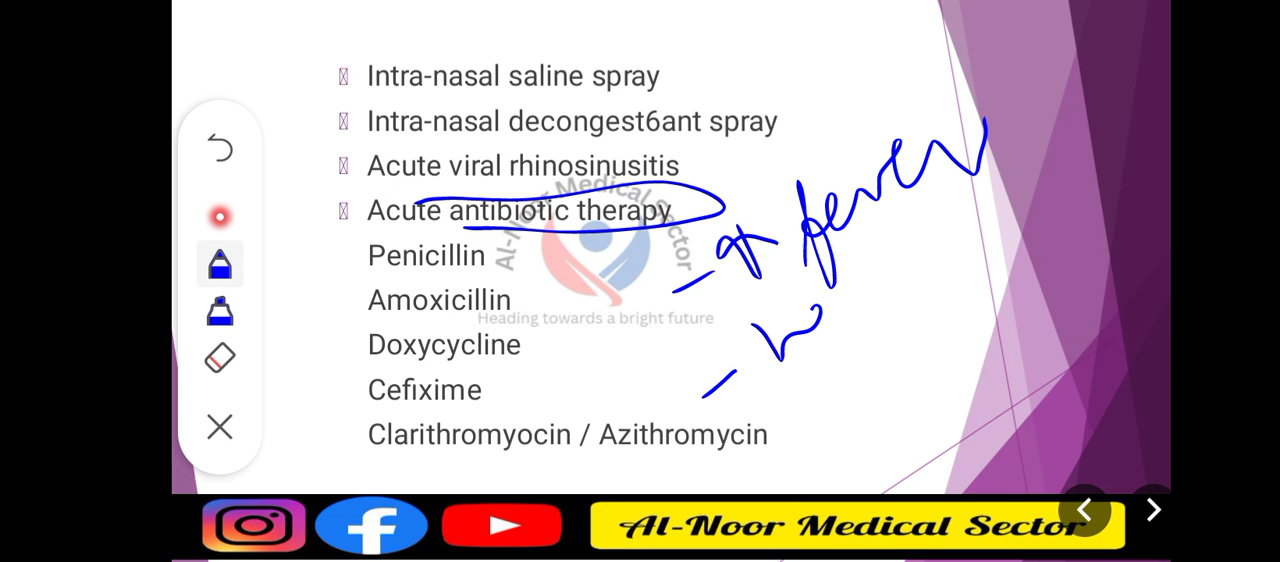 Intra-nasal saline spray
Intra-nasal decongest6ant spray
Acute viral rhinosinusitis
Acute antibiotic therapy
Penicillin
Amoxicillin
Doxycycline
Cefixime
Clarithromyocin / Azithromycin
fever
Al-Noor Medical Sector
Heading towards a bright future
Al-Noor Medical Sector